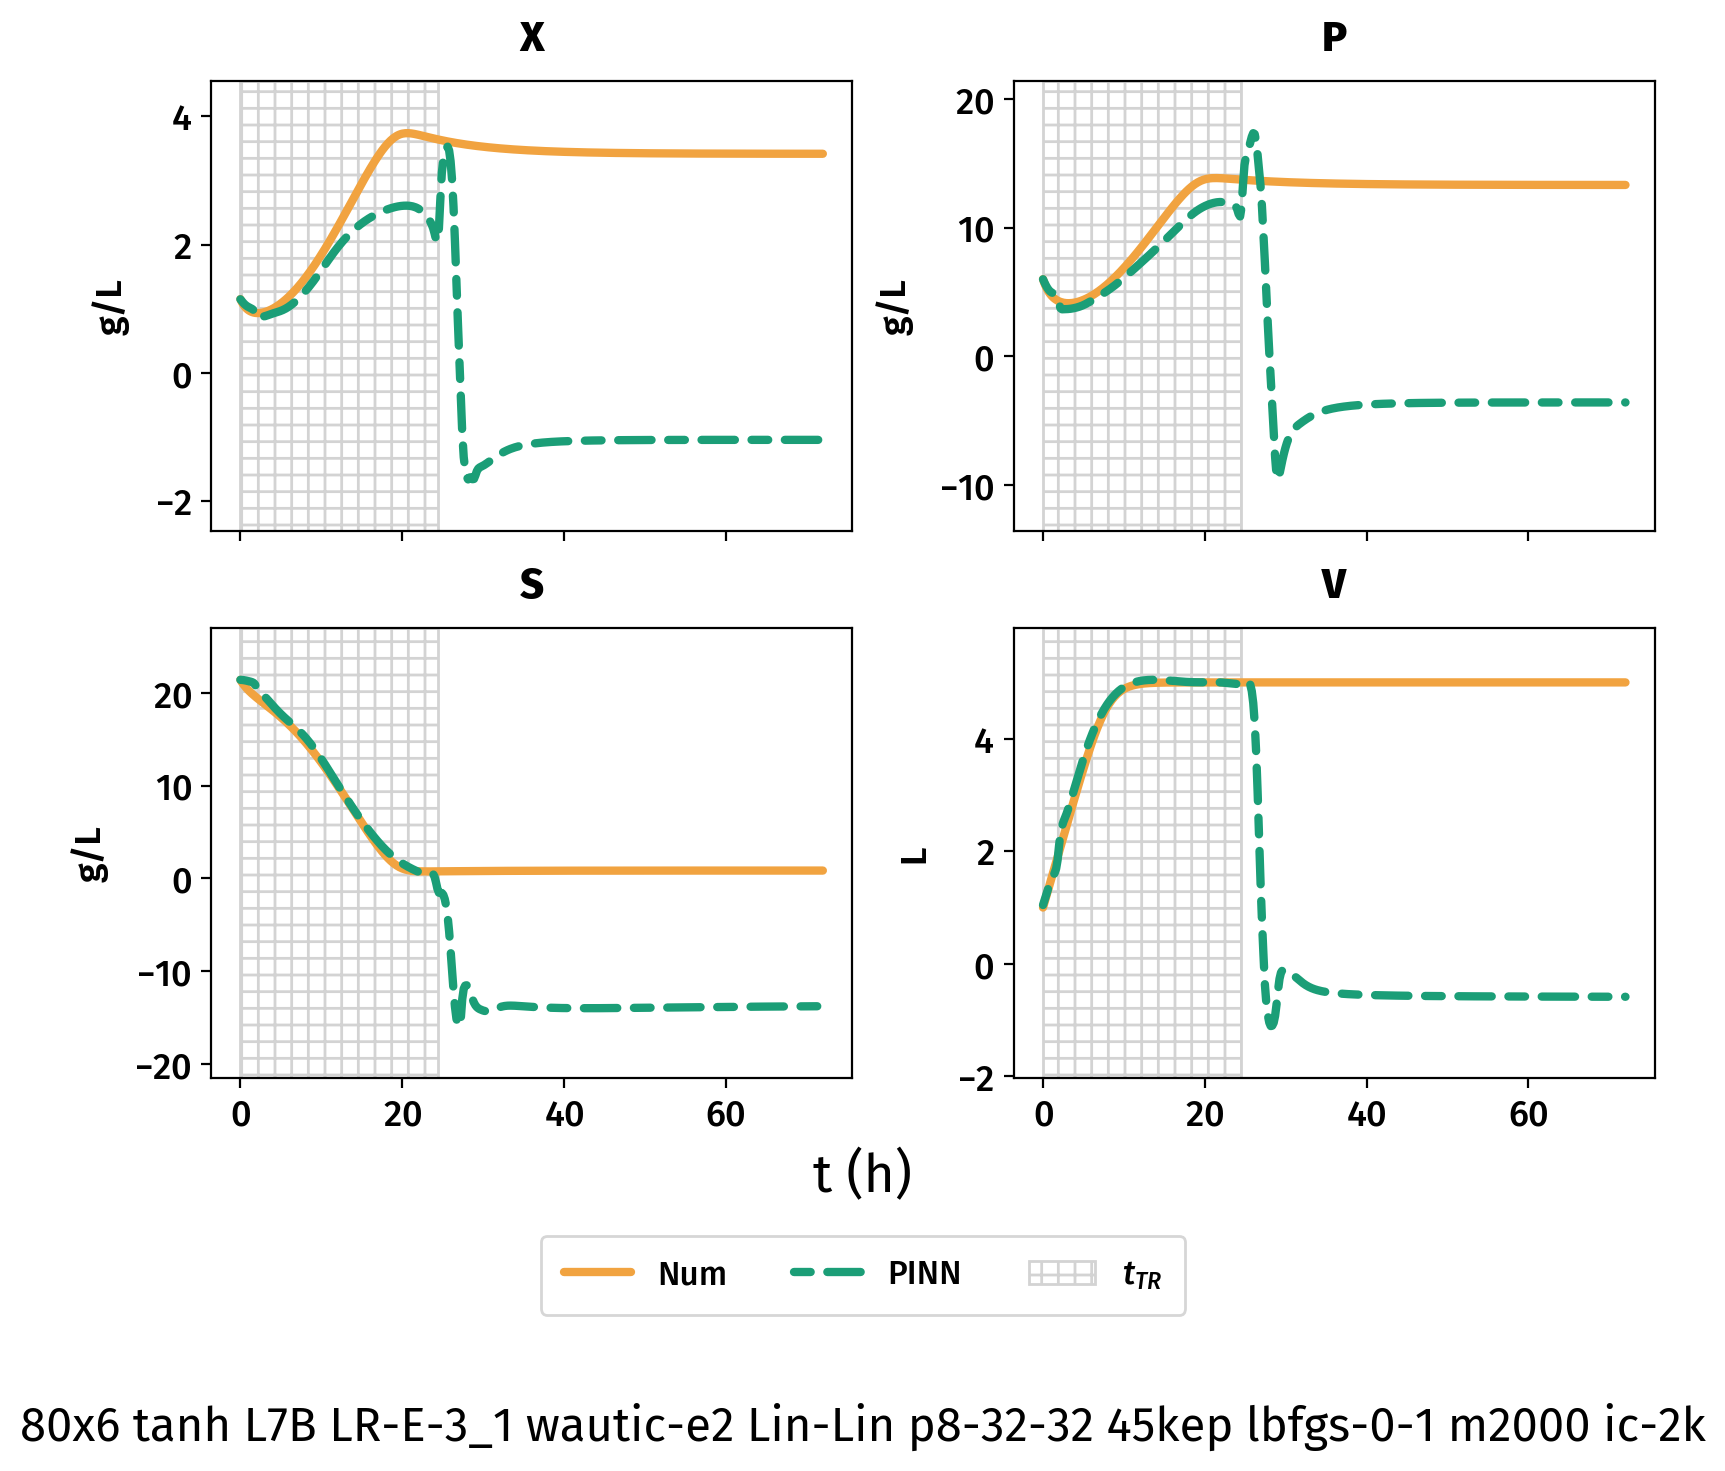 X
P
4
2
0
−2
g/L
20
10
0
−10
g/L
S
V
20
10
0
−10
−20
g/L
4
2
0
−2
L
0 20 40 60
0 20 40 60
t (h)
Num PINN tTR
80x6 tanh L7B LR-E-3_1 wautic-e2 Lin-Lin p8-32-32 45kep lbfgs-0-1 m2000 ic-2k